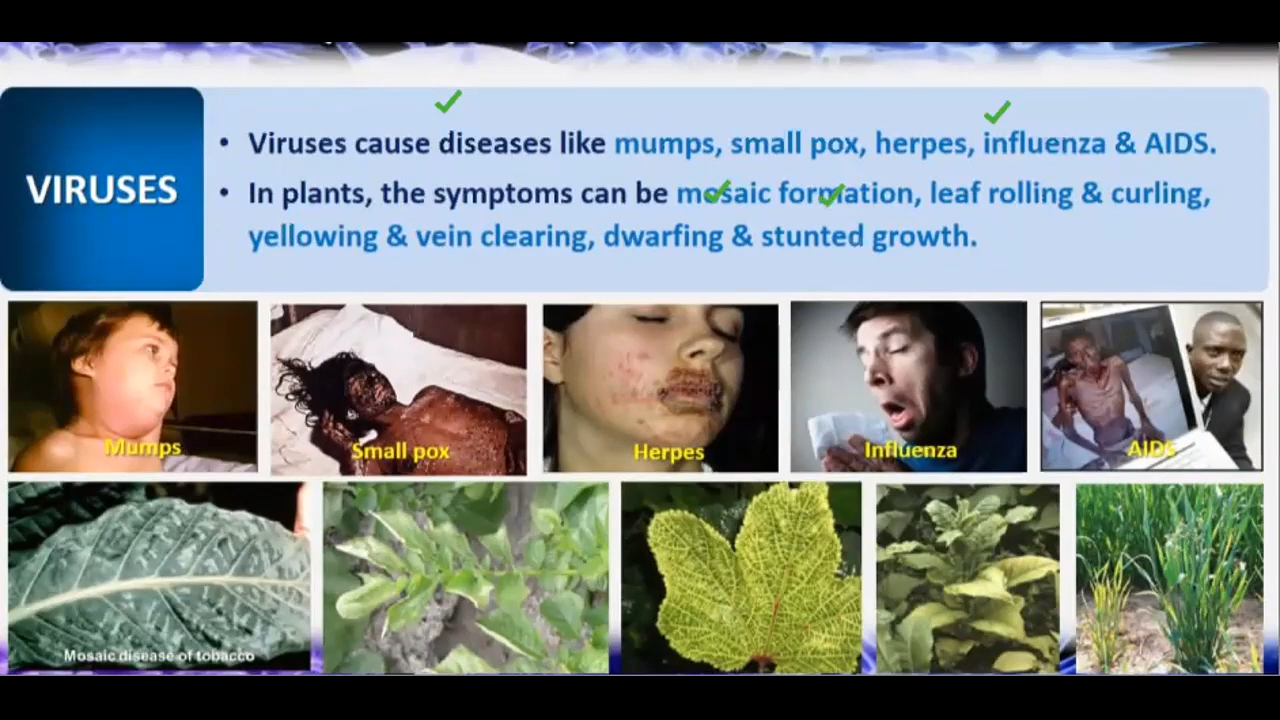 VIRUSES
• Viruses cause diseases like mumps, small pox, herpes, influenza & AIDS.
• In plants, the symptoms can be mosaic formation, leaf rolling & curling,
yellowing & vein clearing, dwarfing & stunted growth.
Mumps
Small pox
Herpes
Influenza
AIDS
Mosaic disease of tobacco